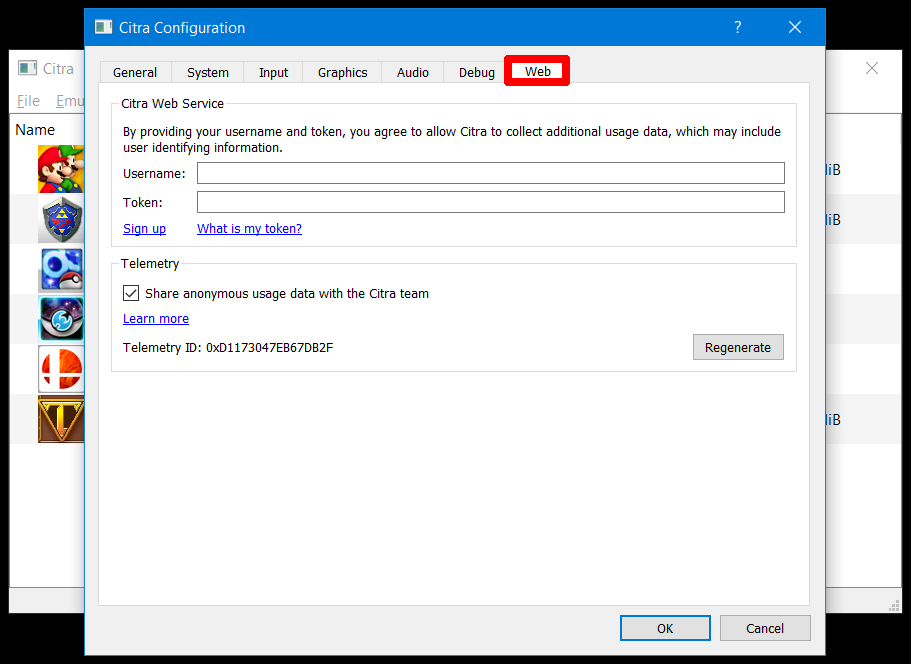 Citra Configuration
?
Citra
File Emu
Name
General System Input Graphics Audio Debug Web
Citra Web Service
By providing your username and token, you agree to allow Citra to collect additional usage data, which may include
user identifying information.
Username:
Token:
Sign up What is my token?
Telemetry
Share anonymous usage data with the Citra team
Learn more
Telemetry ID: 0xD1173047EB67DB2F
Regenerate
iB
iB
iB
OK Cancel